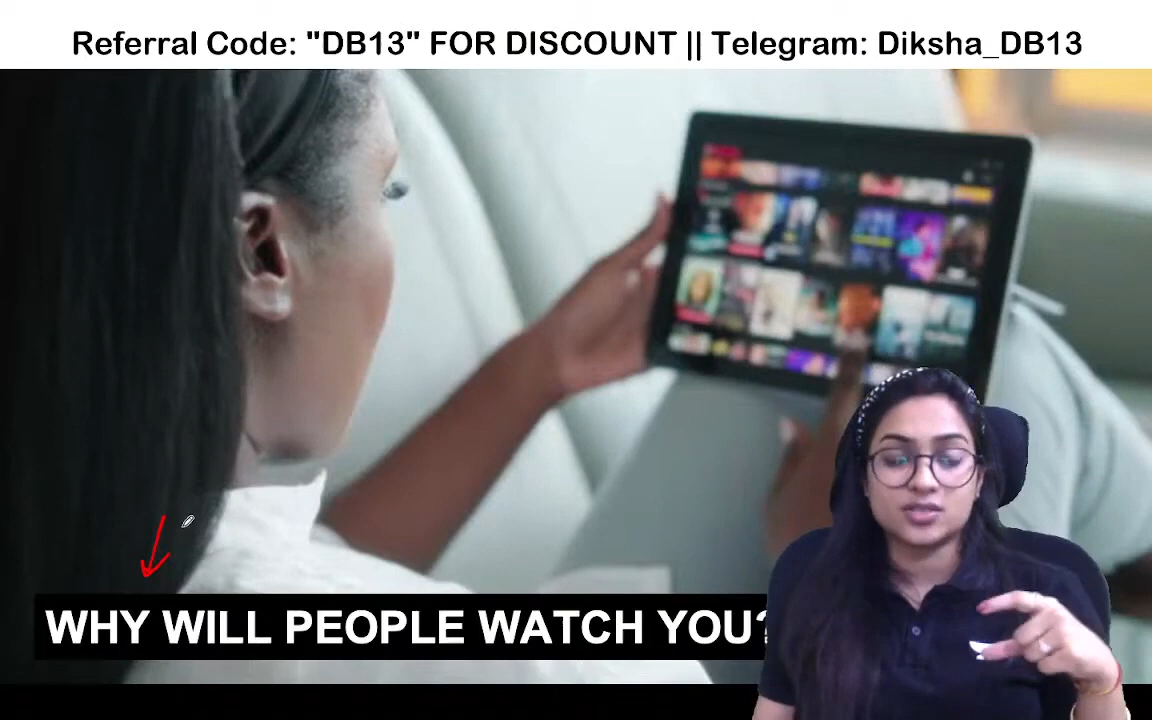 Referral Code: "DB13" FOR DISCOUNT || Telegram: Diksha_DB13
WHY WILL PEOPLE WATCH YOU?